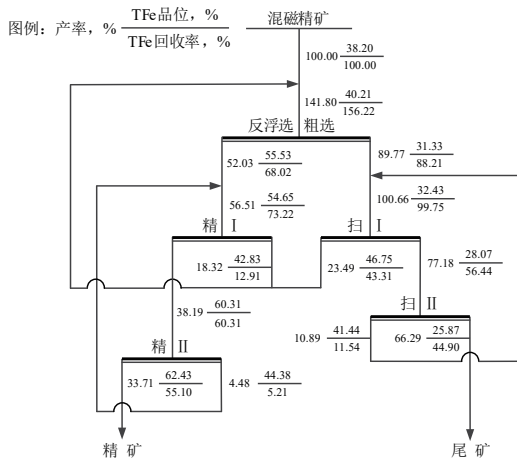 图例：产率，% TFe品位，%
TFe回收率，%
混磁精矿
100.00 38.20
100.00
141.80 40.21
156.22
反浮选 粗选
52.03 55.53
68.02
89.77 31.33
88.21
56.51 54.65
73.22
100.66 32.43
99.75
精 Ⅰ
扫 Ⅰ
18.32 42.83
12.91
23.49 46.75
43.31
77.18 28.07
56.44
38.19 60.31
60.31
扫 Ⅱ
10.89 41.44
11.54
66.29 25.87
44.90
精 Ⅱ
33.71 62.43
55.10
4.48 44.38
5.21
精 矿
尾 矿